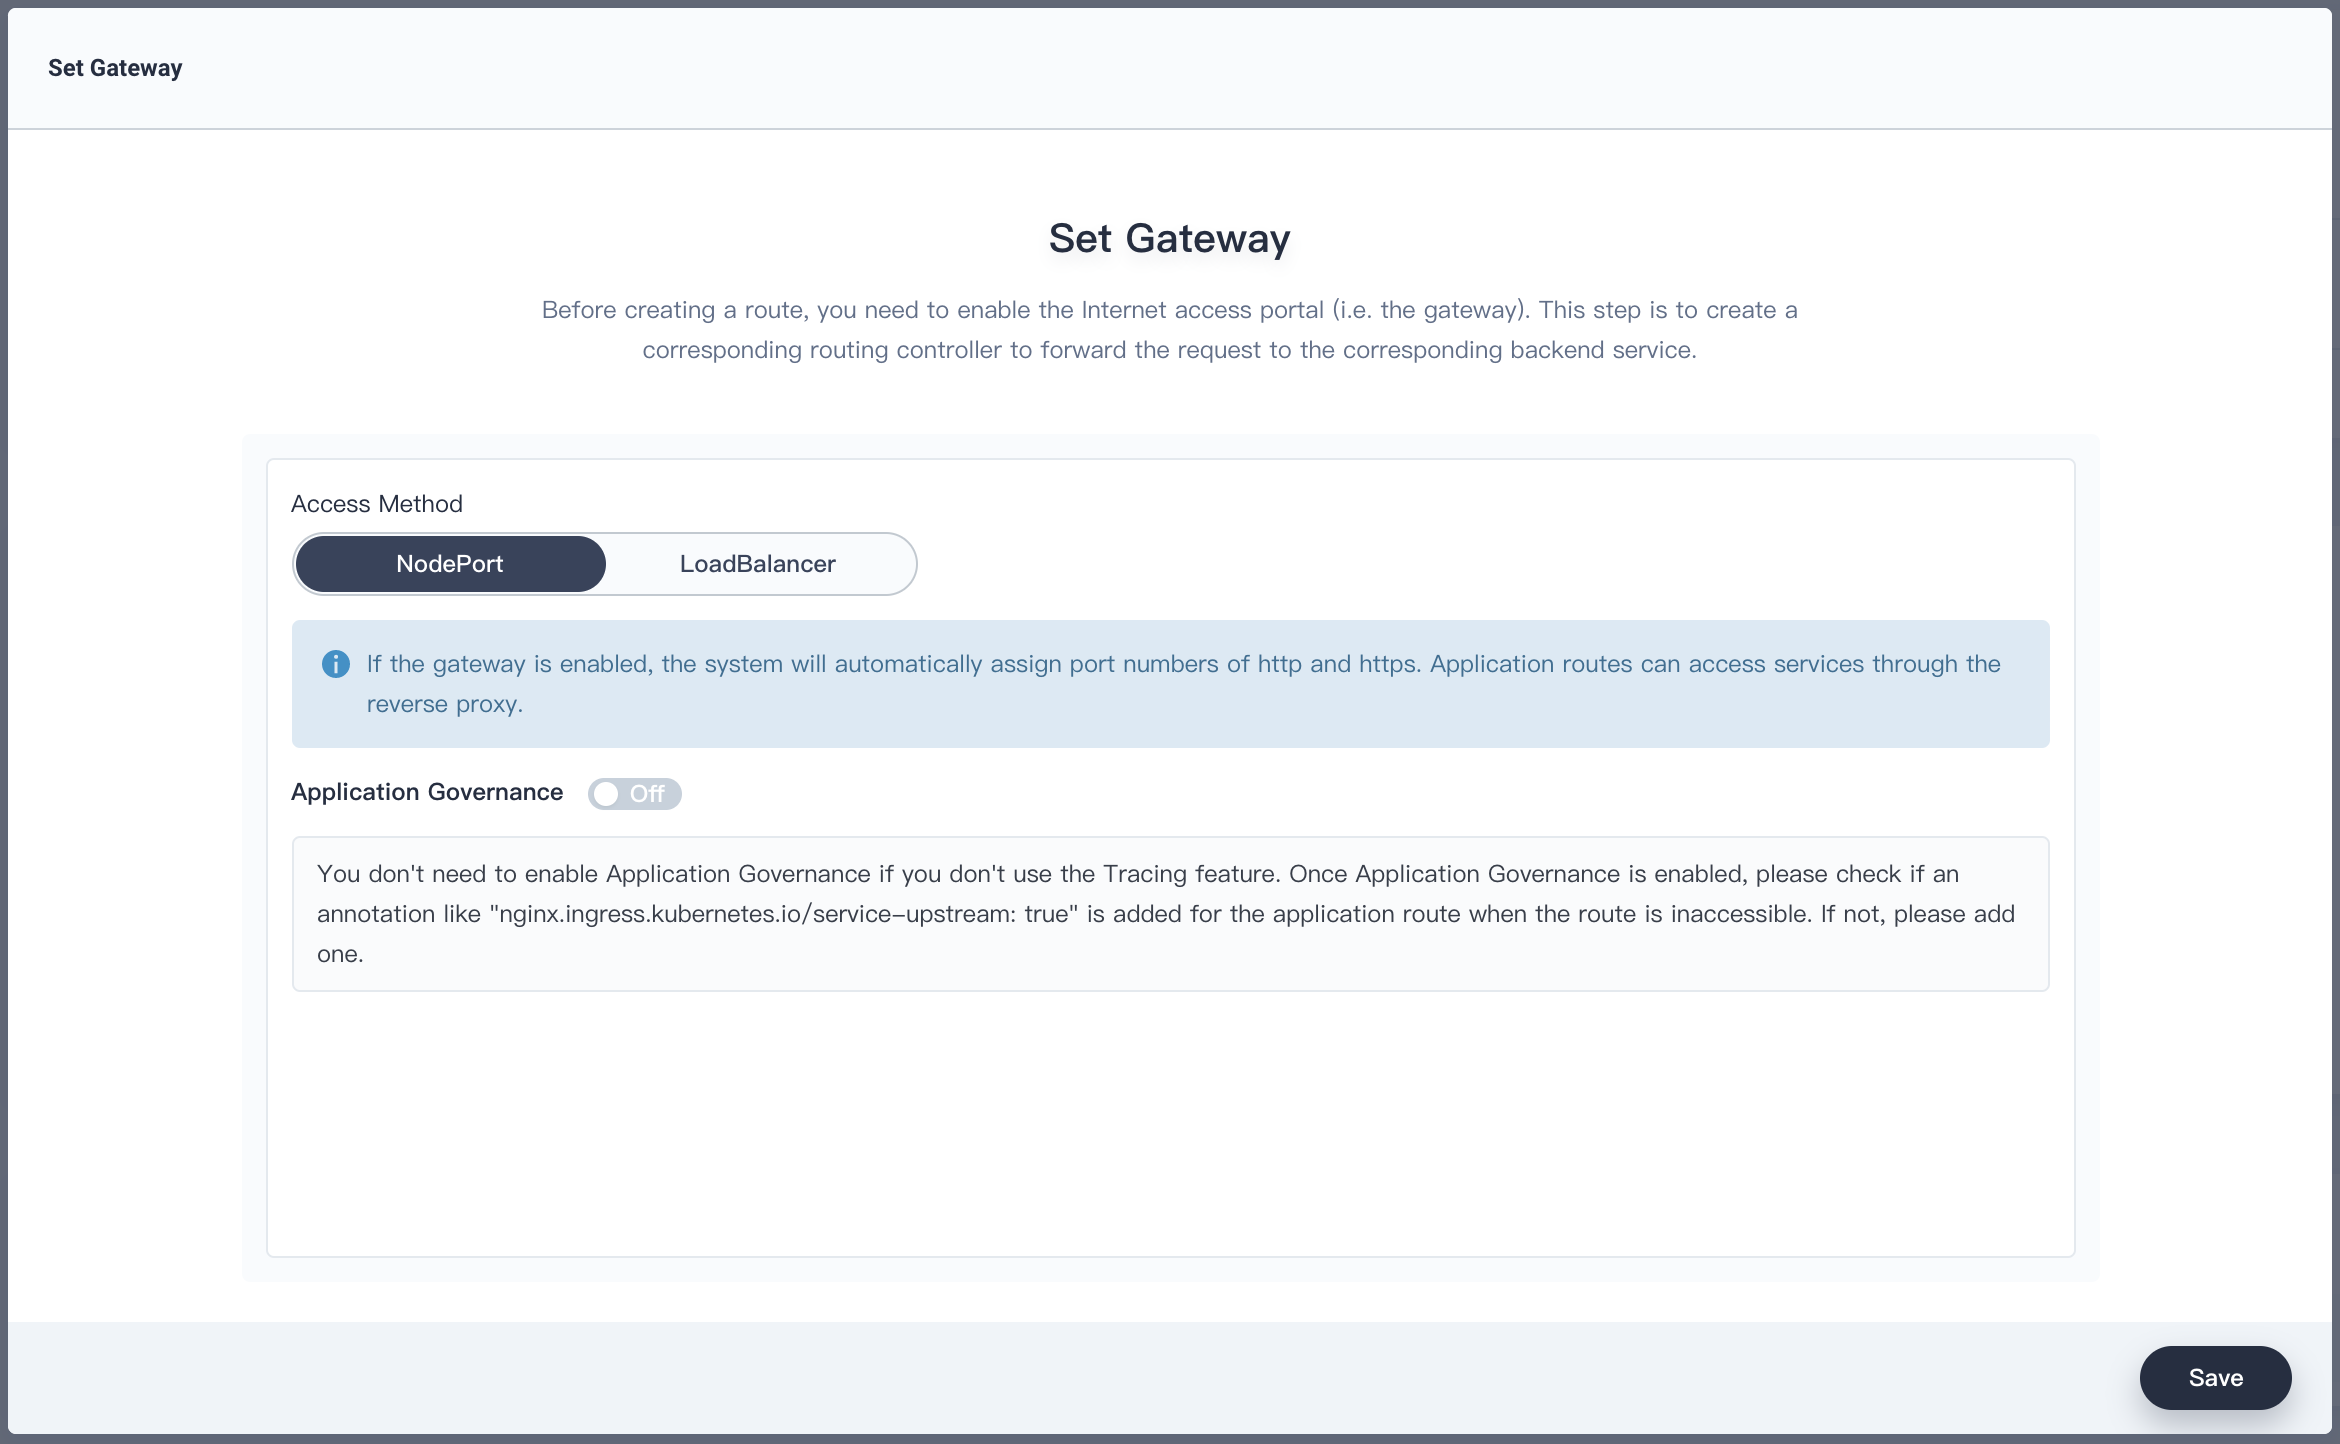 Set Gateway
Set Gateway
Before creating a route, you need to enable the Internet access portal (i.e. the gateway). This step is to create a
corresponding routing controller to forward the request to the corresponding backend service.
Access Method
NodePort LoadBalancer
If the gateway is enabled, the system will automatically assign port numbers of http and https. Application routes can access services through the
reverse proxy.
Application Governance Off
You don't need to enable Application Governance if you don't use the Tracing feature. Once Application Governance is enabled, please check if an
annotation like "nginx.ingress.kubernetes.io/service-upstream: true" is added for the application route when the route is inaccessible. If not, please add
one.
Save